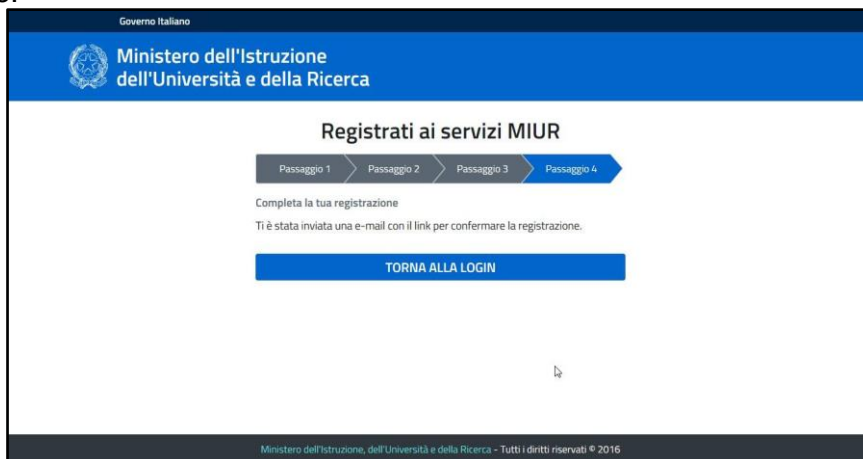 Governo Italiano
Ministero dell'Istruzione
dell'Università e della Ricerca
Registrati ai servizi MIUR
Passaggio 1 Passaggio 2 Passaggio 3 Passaggio 4
Completa la tua registrazione
Ti è stata inviata una e-mail con il link per confermare la registrazione.
TORNA ALLA LOGIN
Ministero dell'Istruzione, dell'Università e della Ricerca - Tutti i diritti riservati © 2016